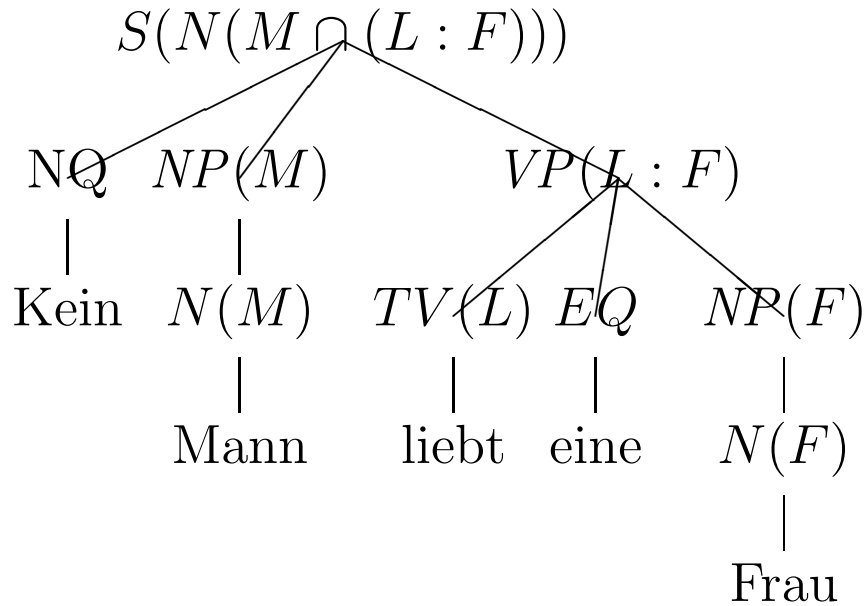 S(N(M ∩ (L : F)))
NQ NP(M) VP(L : F)
Kein N(M) TV(L) EQ NP(F)
Mann liebt eine N(F)
Frau